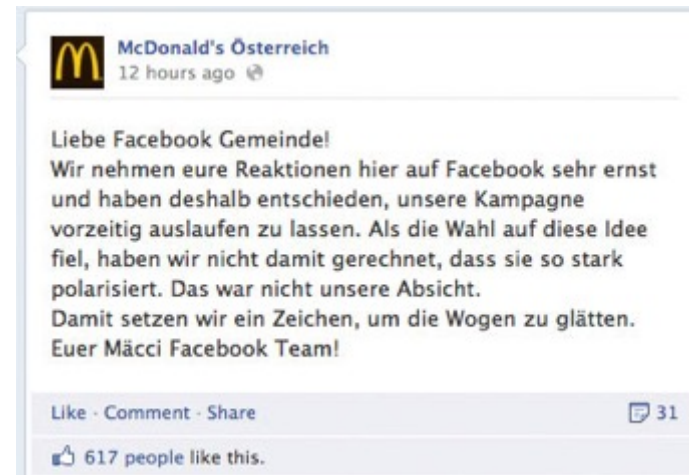 McDonald's Österreich
12 hours ago
Liebe Facebook Gemeinde!
Wir nehmen eure Reaktionen hier auf Facebook sehr ernst
und haben deshalb entschieden, unsere Kampagne
vorzeitig auslaufen zu lassen. Als die Wahl auf diese Idee
fiel, haben wir nicht damit gerechnet, dass sie so stark
polarisiert. Das war nicht unsere Absicht.
Damit setzen wir ein Zeichen, um die Wogen zu glätten.
Euer Mäcci Facebook Team!
Like · Comment · Share 31
617 people like this.